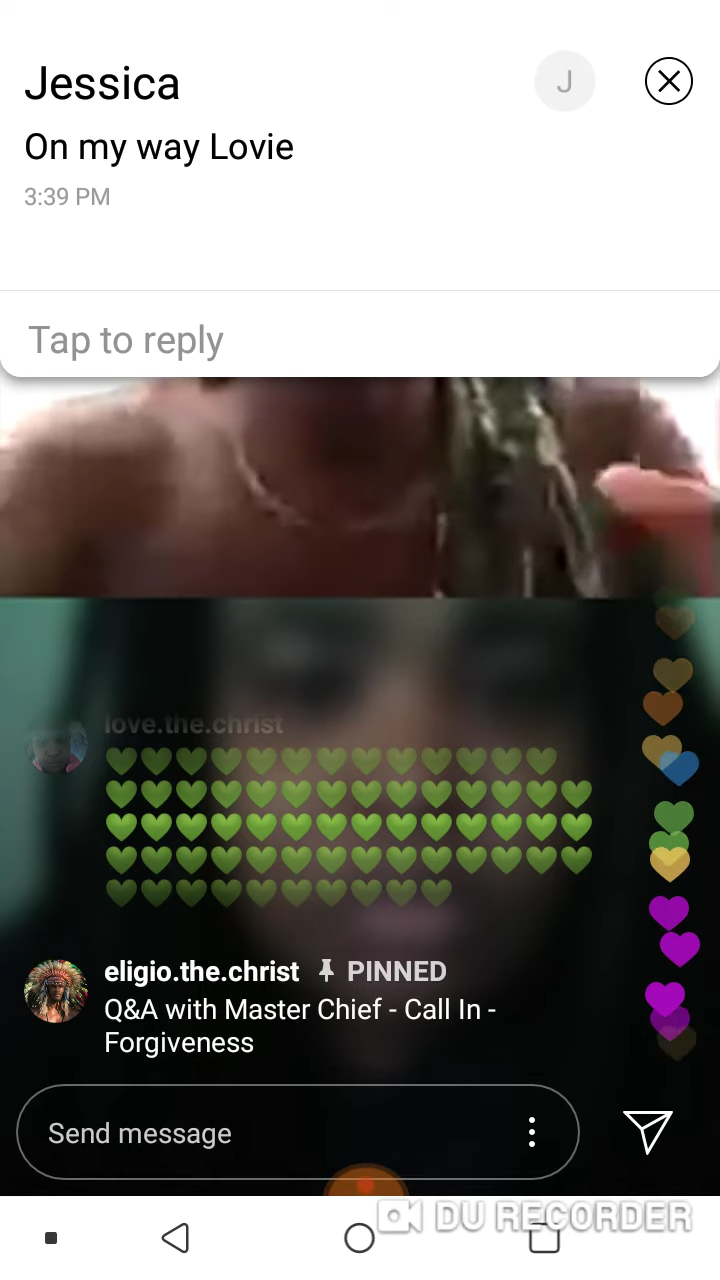 Jessica
J
On my way Lovie
3:39 PM
Tap to reply
love.the.christ
eligio.the.christ PINNED
Q&A with Master Chief - Call In -
Forgiveness
Send message
DU RECORDER